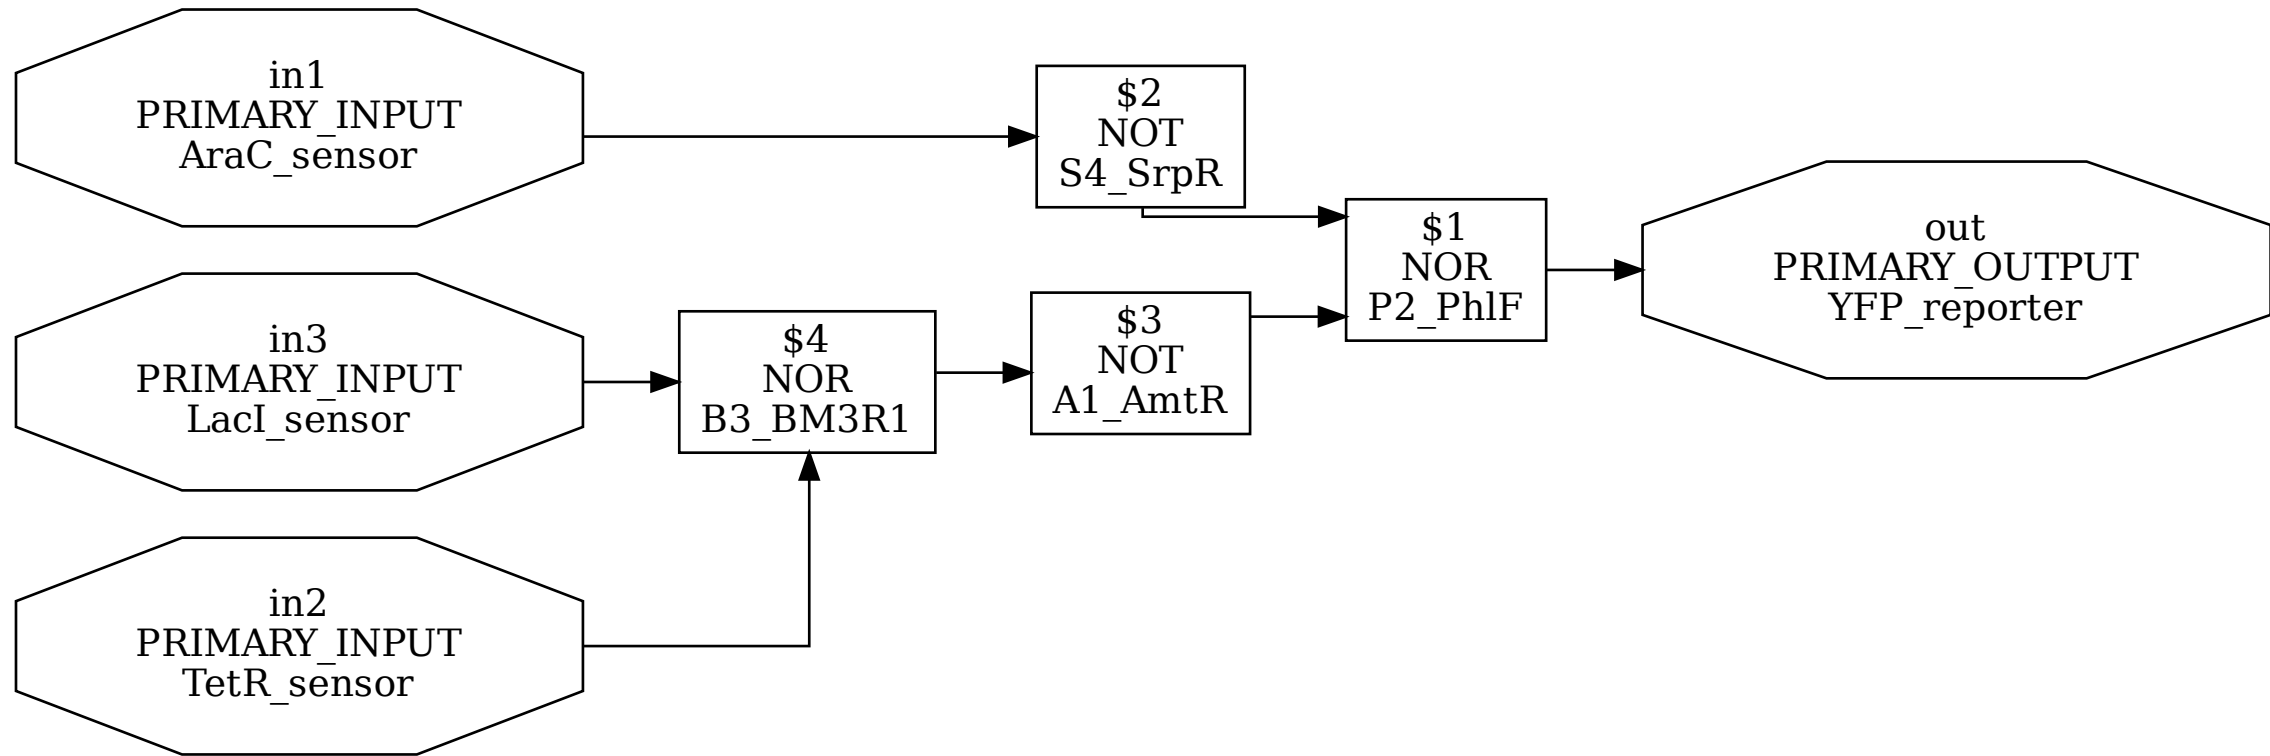 in1
PRIMARY_INPUT
AraC_sensor
$2
NOT
S4_SrpR
in3
PRIMARY_INPUT
LacI_sensor
$4
NOR
B3_BM3R1
$3
NOT
A1_AmtR
$1
NOR
P2_PhlF
out
PRIMARY_OUTPUT
YFP_reporter
in2
PRIMARY_INPUT
TetR_sensor